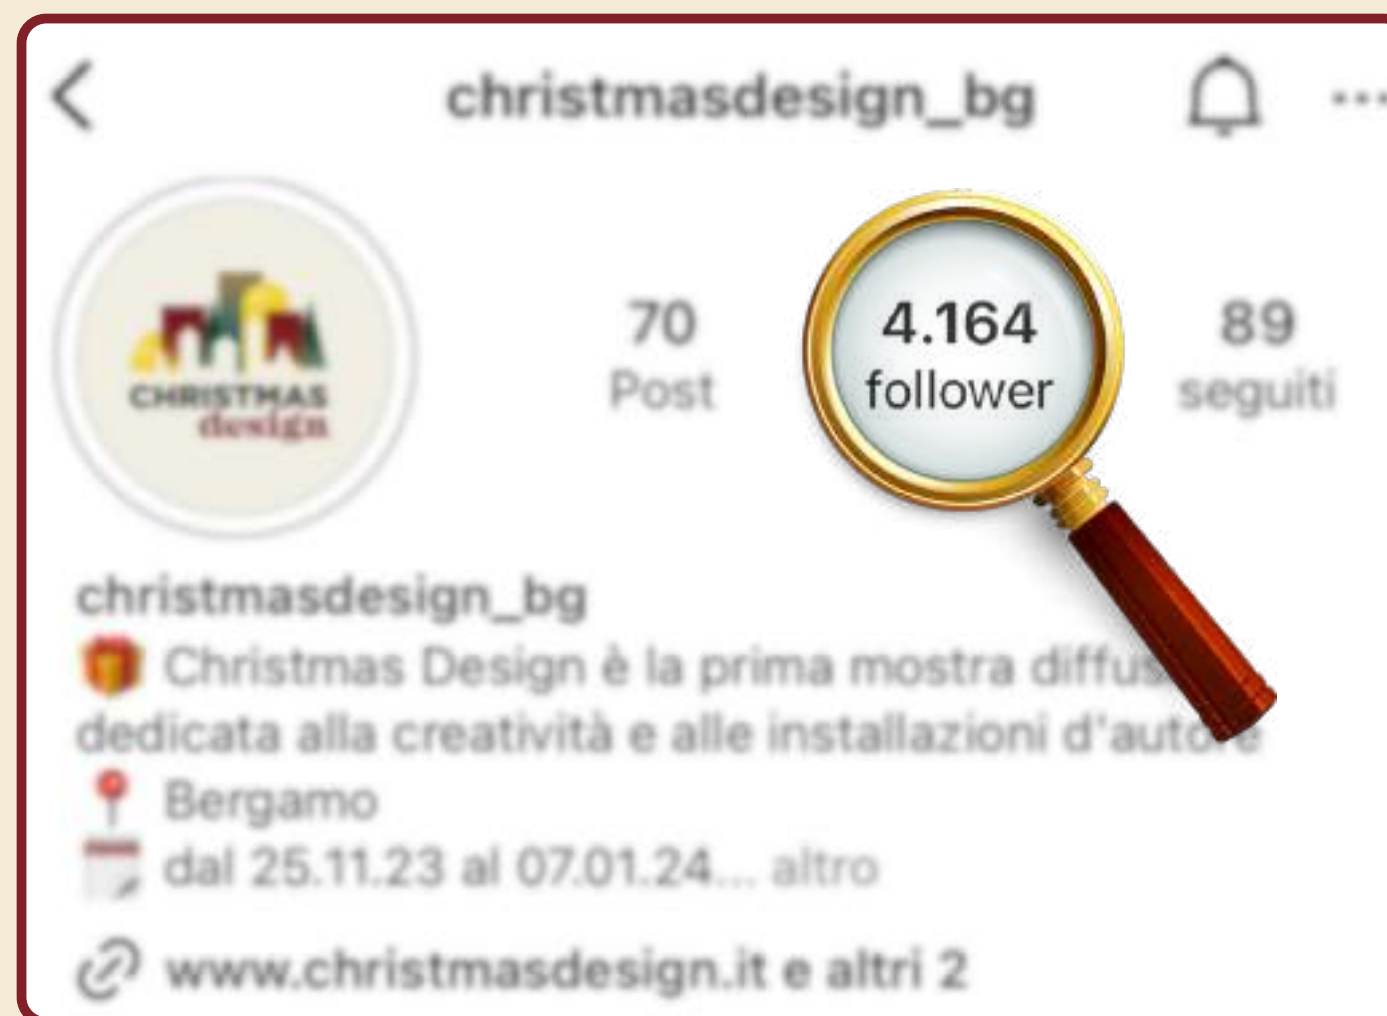 christmasdesign_bg
CHRISTMAS
design
70
Post
4.164
follower
89
seguiti
christmasdesign_bg
Christmas Design è la prima mostra
dedicata alla creatività e alle installazioni d'autore
Bergamo
dal 25.11.23 al 07.01.24... altro
www.christmasdesign.it e altri 2